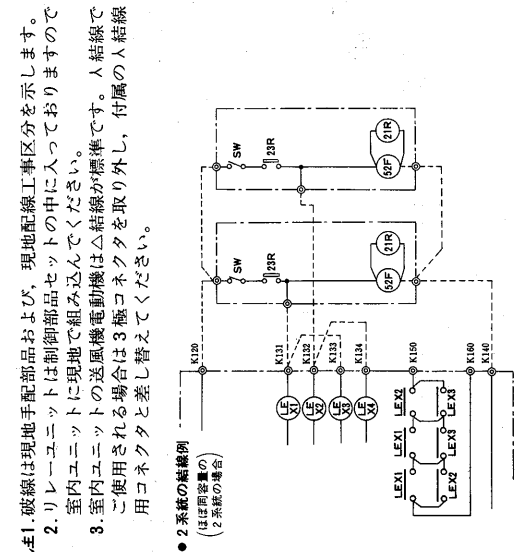 注1.破線は現地手配部品および，現地配線工事区分を示します。
2.リレーユニットは制御部品セットの中に入っておりますので
室内ユニットに現地で組み込んでください。
3.室内ユニットの送風機電動機は△結線が標準です。人結線で
ご使用される場合は3極コネクタを取り外し，付属の人結線
用コネクタと差し替えてください。
●2系統の結線例
(ほぼ同容量の
2系統の場合)
SW
23R
52F
21R
SW
23R
52F
21R
K120
K131
K132
K133
K134
K150
K160
K140
LE
X1
LE
X2
LE
X3
LE
X4
LEX1
LEX1
LEX2
LEX2
LEX3
LEX3